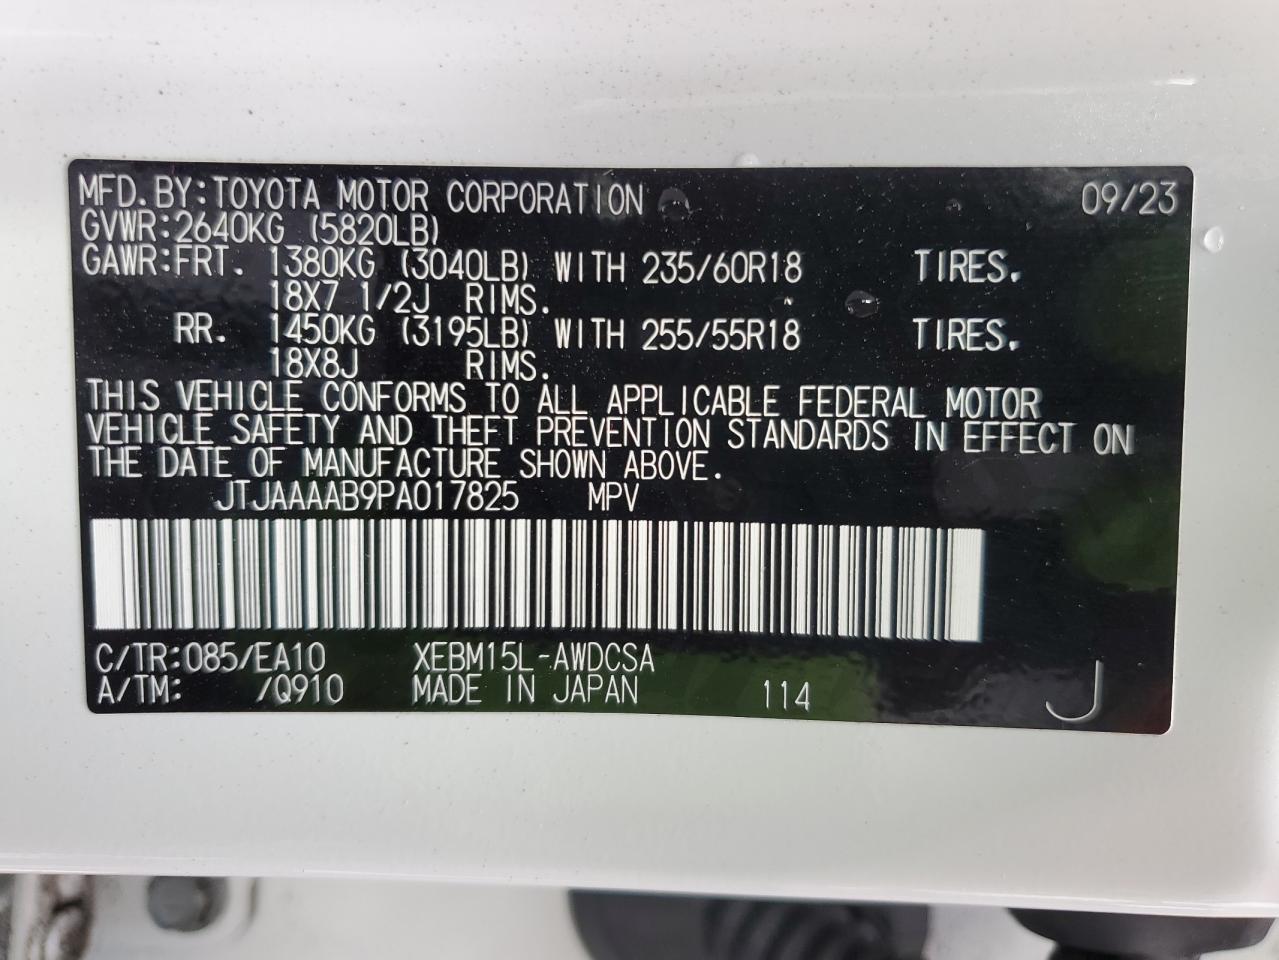 MFD. BY:TOYOTA MOTOR CORPORATION 09/23
GVWR:2640KG (5820LB)
GAWR:FRT. 1380KG (3040LB) WITH 235/60R18 TIRES.
18X7 1/2J RIMS.
RR. 1450KG (3195LB) WITH 255/55R18 TIRES.
18X8J RIMS.
THIS VEHICLE CONFORMS TO ALL APPLICABLE FEDERAL MOTOR
VEHICLE SAFETY AND THEFT PREVENTION STANDARDS IN EFFECT ON
THE DATE OF MANUFACTURE SHOWN ABOVE.
JTJAAAAB9PA017825 MPV
C/TR:085/EA10 XEBM15L-AWDCSA
A/TM: /Q910 MADE IN JAPAN 114 J